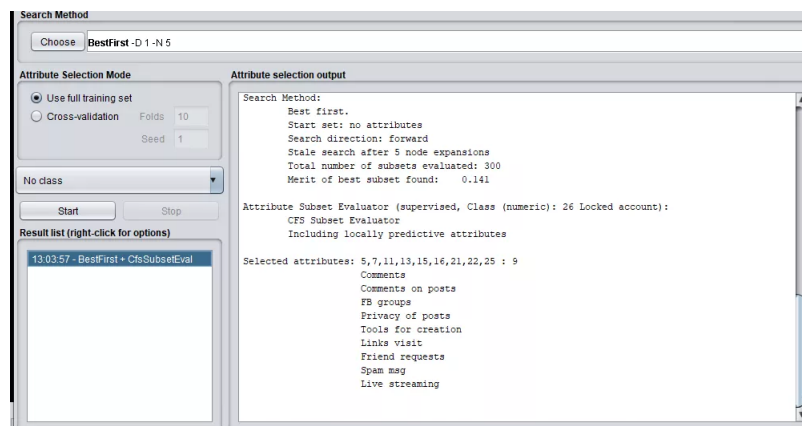 Search Method
Choose BestFirst -D 1 -N 5
Attribute Selection Mode
Use full training set
Cross-validation Folds 10
Seed 1
No class
Start Stop
Result list (right-click for options)
13:03:57 - BestFirst + CfsSubsetEval
Attribute selection output
Search Method:
Best first.
Start set: no attributes
Search direction: forward
Stale search after 5 node expansions
Total number of subsets evaluated: 300
Merit of best subset found: 0.141
Attribute Subset Evaluator (supervised, Class (numeric): 26 Locked account):
CFS Subset Evaluator
Including locally predictive attributes
Selected attributes: 5,7,11,13,15,16,21,22,25 : 9
Comments
Comments on posts
FB groups
Privacy of posts
Tools for creation
Links visit
Friend requests
Spam msg
Live streaming